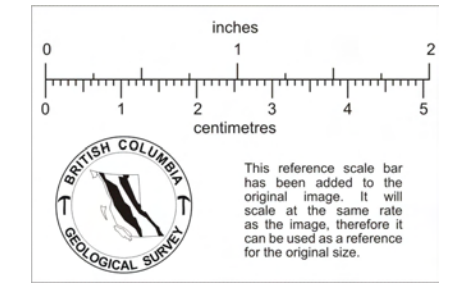 inches
0 1 2
0 1 2 3 4 5
centimetres
BRITISH COLUMBIA
GEOLOGICAL SURVEY
This reference scale bar
has been added to the
original image. It will
scale at the same rate
as the image, therefore it
can be used as a reference
for the original size.